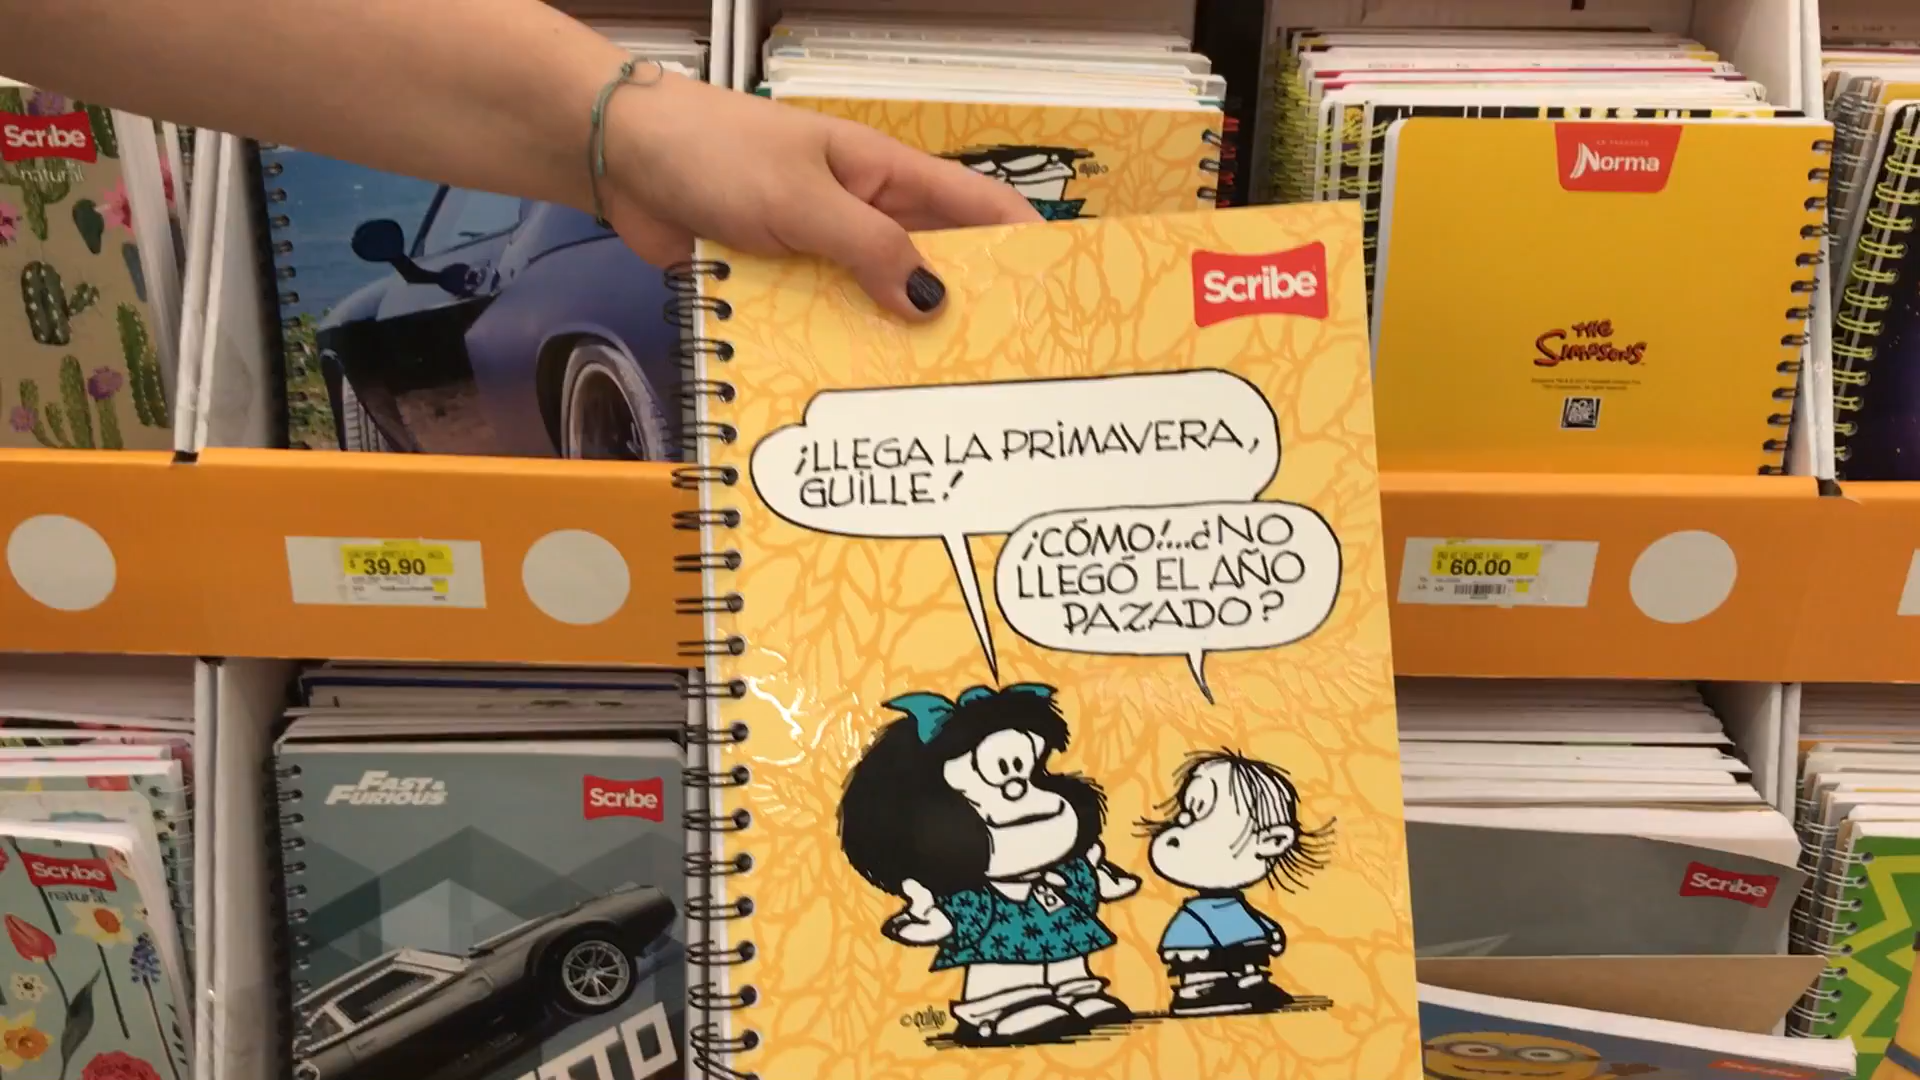 Scribe
natural
Norma
Scribe
THE
SIMPSONS
¡LLEGA LA PRIMAVERA,
GUILLE!
¡CÓMO!...¿NO
LLEGÓ EL AÑO
PAZADO?
$ 39.90
$ 60.00
FAST &
FURIOUS
Scribe
Scribe
natural
Scribe
© QUINO